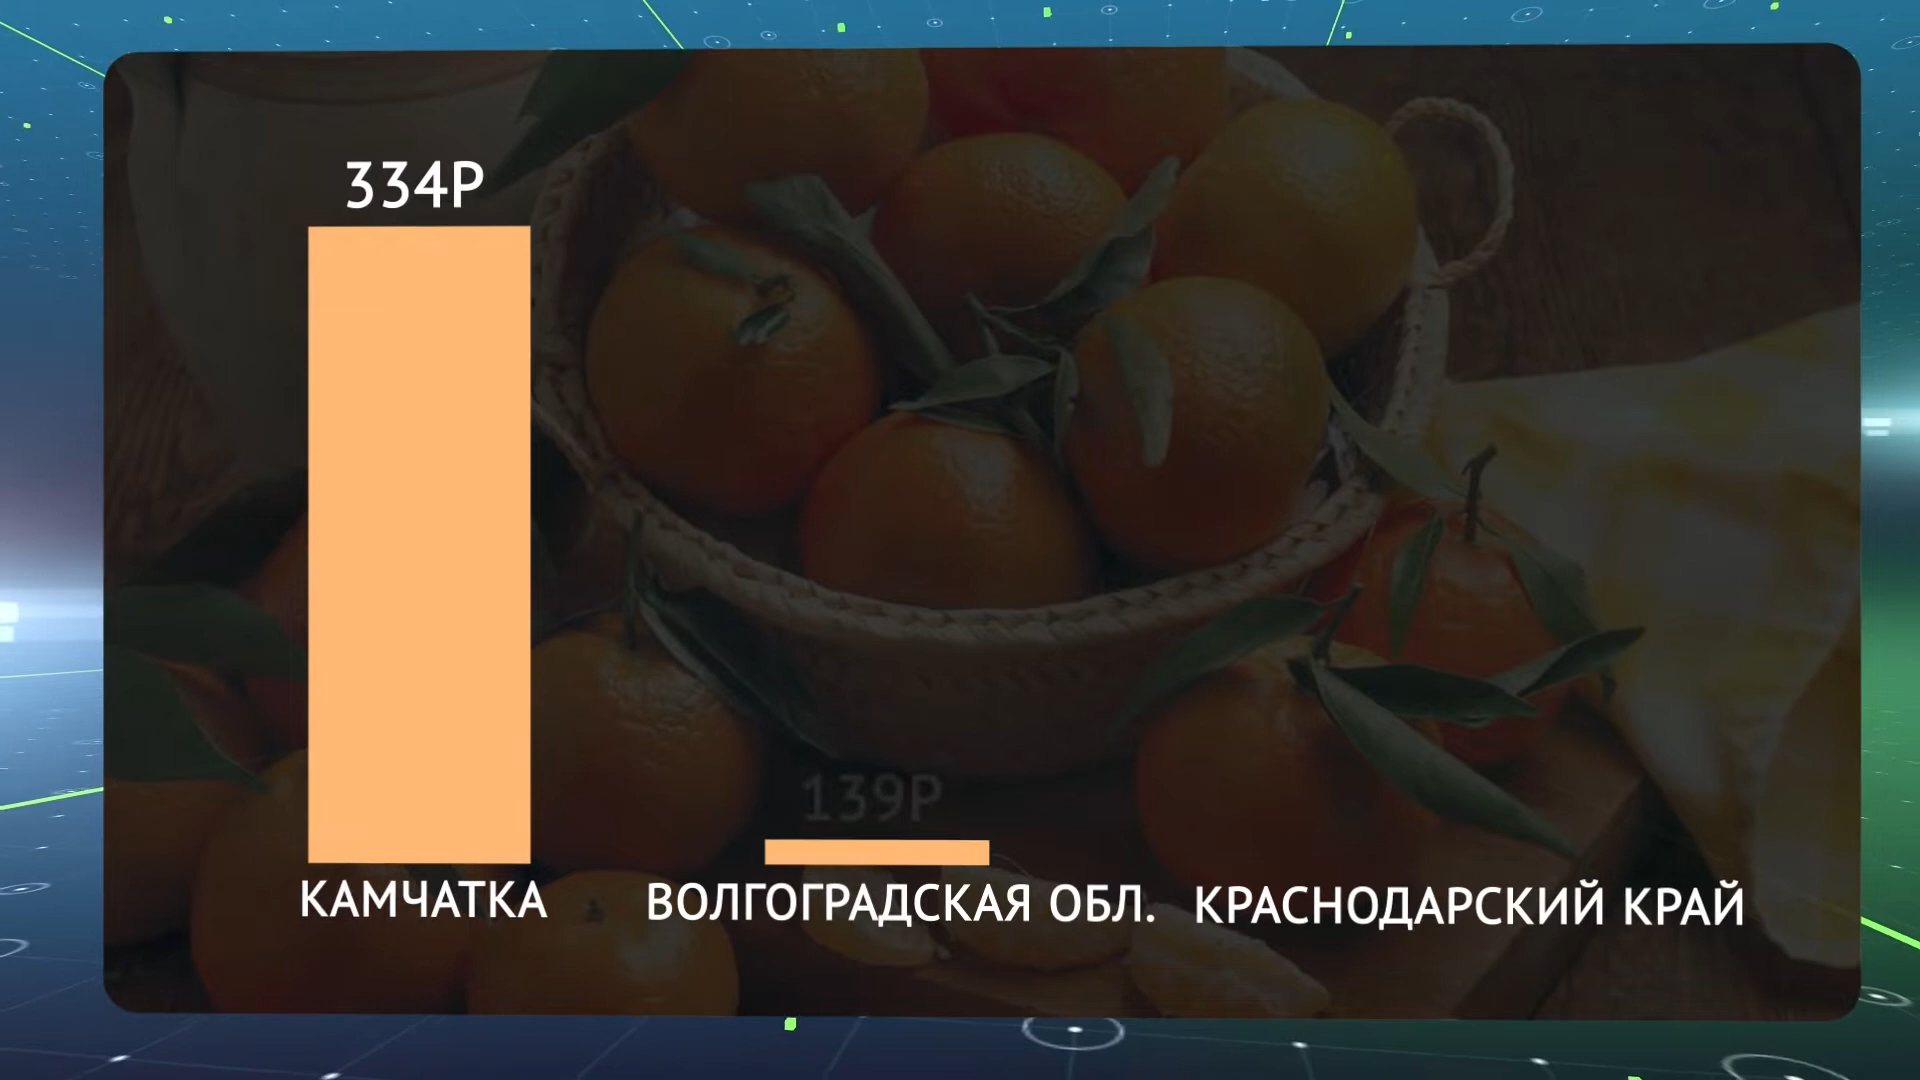 334Р
139Р
КАМЧАТКА
ВОЛГОГРАДСКАЯ ОБЛ.
КРАСНОДАРСКИЙ КРАЙ